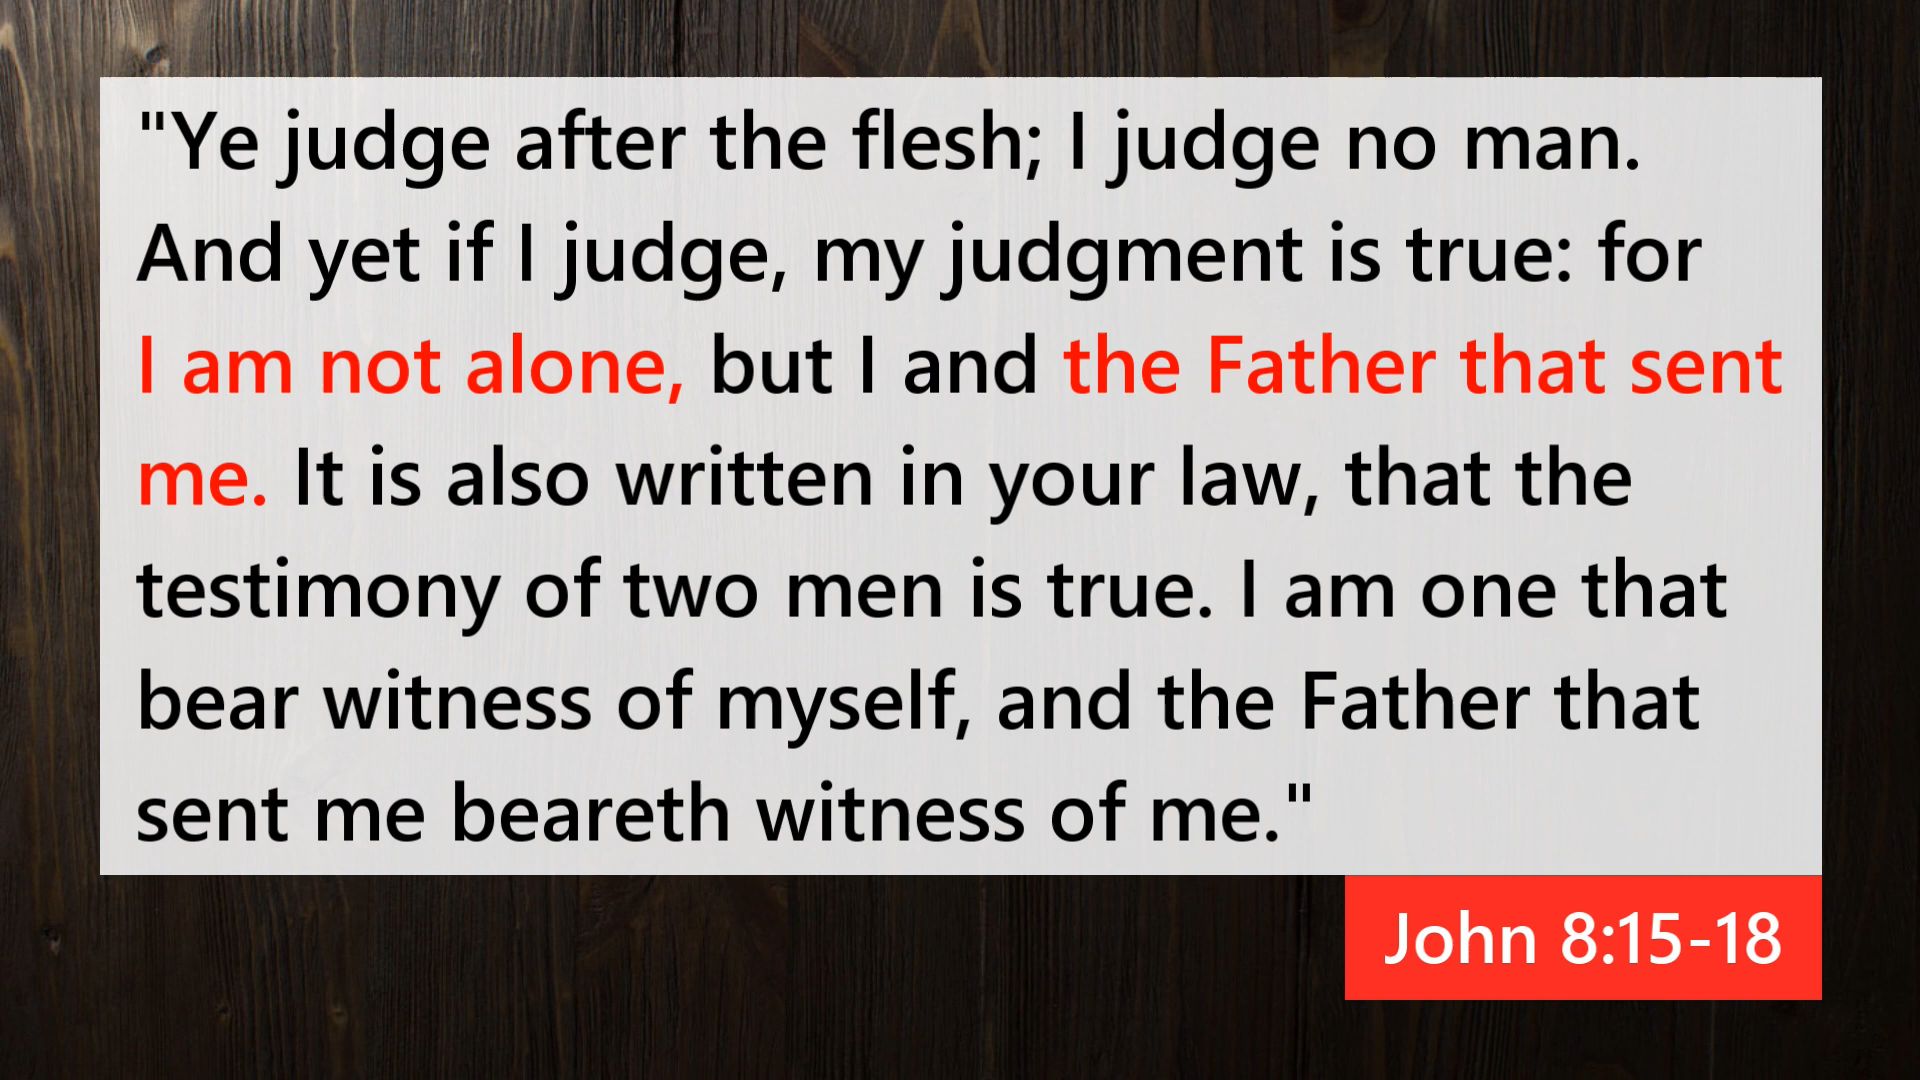 "Ye judge after the flesh; I judge no man.
And yet if I judge, my judgment is true: for
I am not alone, but I and the Father that sent
me. It is also written in your law, that the
testimony of two men is true. I am one that
bear witness of myself, and the Father that
sent me beareth witness of me."
John 8:15-18